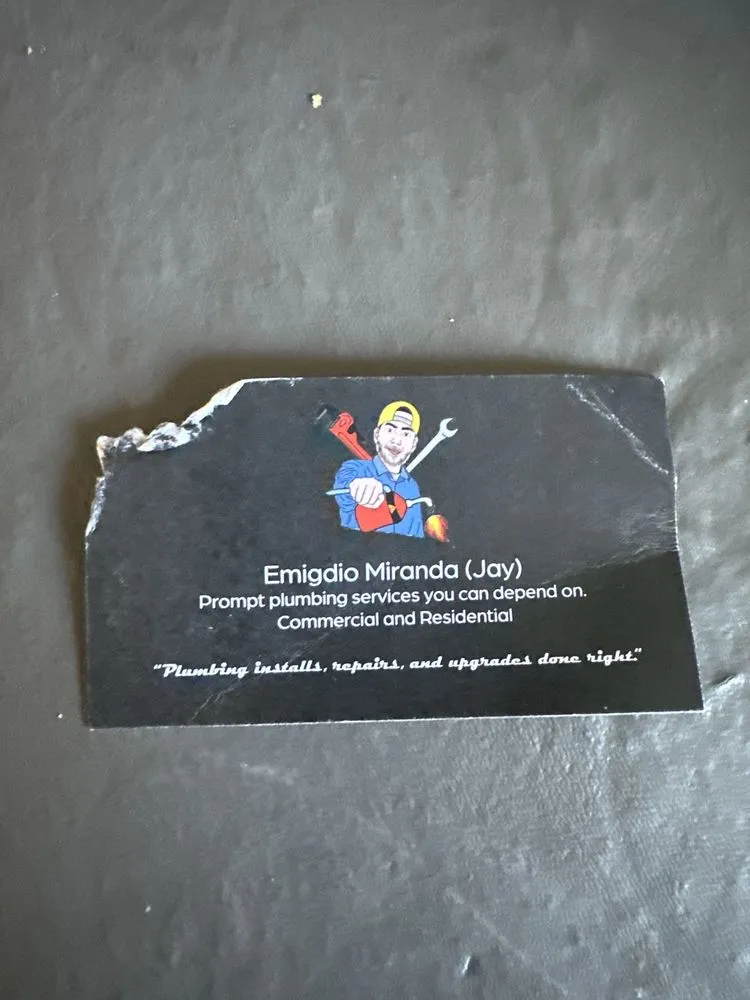 Emigdio Miranda (Jay)
Prompt plumbing services you can depend on.
Commercial and Residential
"Plumbing installs, repairs, and upgrades done right."